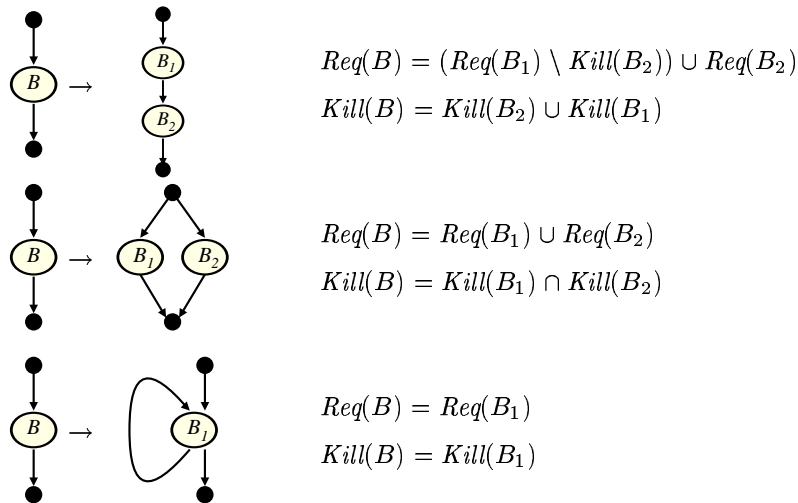 B → B₁ B₂
Req(B) = (Req(B₁) \ Kill(B₂)) ∪ Req(B₂)
Kill(B) = Kill(B₂) ∪ Kill(B₁)
B → B₁ B₂
Req(B) = Req(B₁) ∪ Req(B₂)
Kill(B) = Kill(B₁) ∩ Kill(B₂)
B → B₁
Req(B) = Req(B₁)
Kill(B) = Kill(B₁)